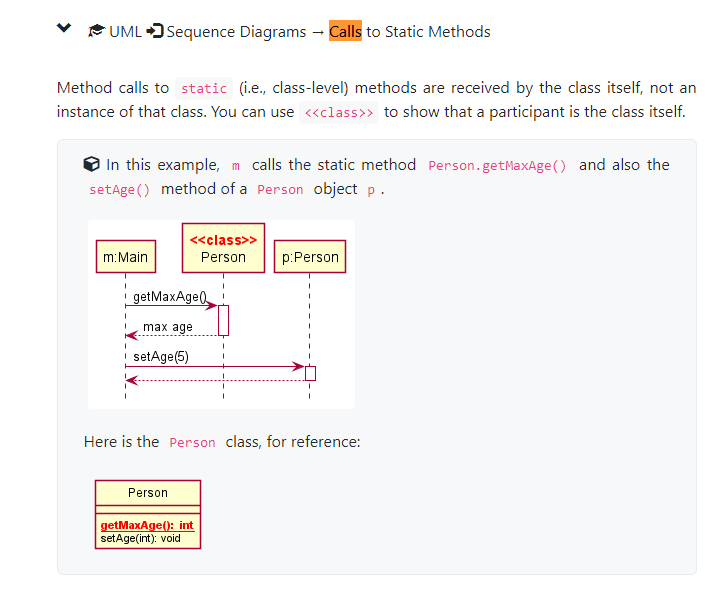 UML Sequence Diagrams → Calls to Static Methods
Method calls to static (i.e., class-level) methods are received by the class itself, not an
instance of that class. You can use <<class>> to show that a participant is the class itself.
In this example, m calls the static method Person.getMaxAge() and also the
setAge() method of a Person object p .
<<class>>
m:Main Person p:Person
getMaxAge()
max age
setAge(5)
Here is the Person class, for reference:
Person
getMaxAge(): int
setAge(int): void